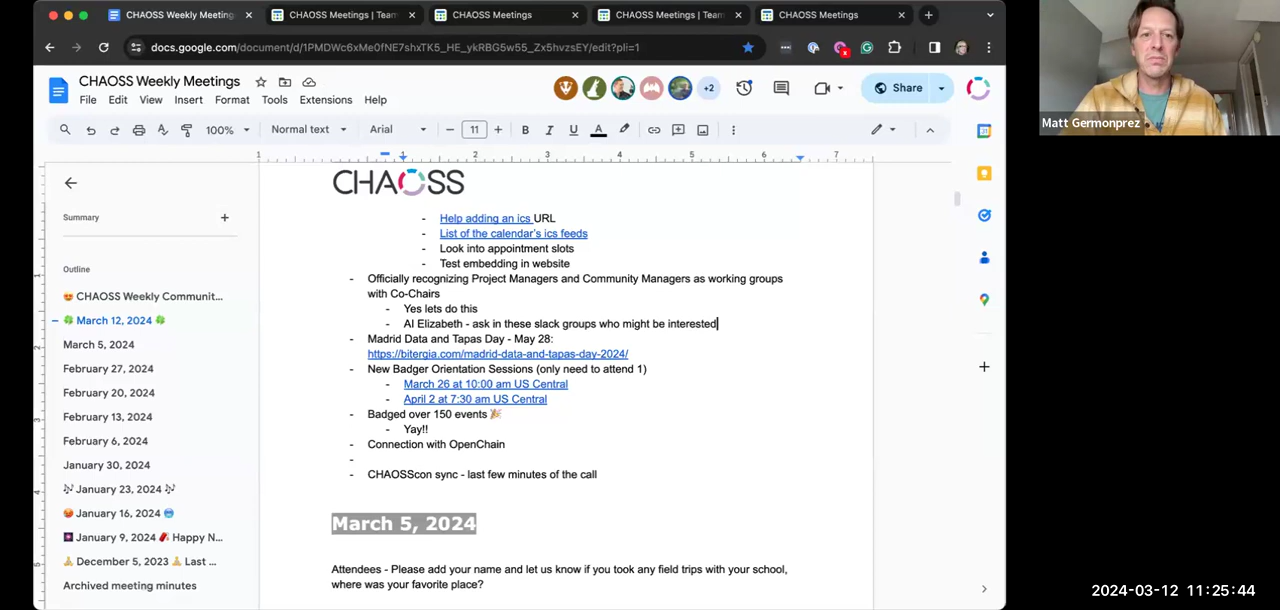 CHAOSS Weekly Meeting
CHAOSS Meetings | Team
CHAOSS Meetings
CHAOSS Meetings | Team
CHAOSS Meetings
docs.google.com/document/d/1PMDWc6xMe0fNE7shxTK5_HE_ykRBG5w55_Zx5hvzsEY/edit?pli=1
CHAOSS Weekly Meetings
File Edit View Insert Format Tools Extensions Help
+2
Share
100% Normal text Arial 11 B I U A
1 1 2 3 4 5 6 7
Summary
Outline
😍 CHAOSS Weekly Communit...
🍀 March 12, 2024 🍀
March 5, 2024
February 27, 2024
February 20, 2024
February 13, 2024
February 6, 2024
January 30, 2024
🎶 January 23, 2024 🎶
🥵 January 16, 2024 🥶
🎆 January 9, 2024 🧨 Happy N...
🙏 December 5, 2023 🙏 Last ...
Archived meeting minutes
CHAOSS
- Help adding an ics URL
- List of the calendar's ics feeds
- Look into appointment slots
- Test embedding in website
- Officially recognizing Project Managers and Community Managers as working groups
with Co-Chairs
- Yes lets do this
- AI Elizabeth - ask in these slack groups who might be interested
- Madrid Data and Tapas Day - May 28:
https://bitergia.com/madrid-data-and-tapas-day-2024/
- New Badger Orientation Sessions (only need to attend 1)
- March 26 at 10:00 am US Central
- April 2 at 7:30 am US Central
- Badged over 150 events 🎉
- Yay!!
- Connection with OpenChain
-
- CHAOSScon sync - last few minutes of the call
March 5, 2024
Attendees - Please add your name and let us know if you took any field trips with your school,
where was your favorite place?
Matt Germonprez
2024-03-12 11:25:44